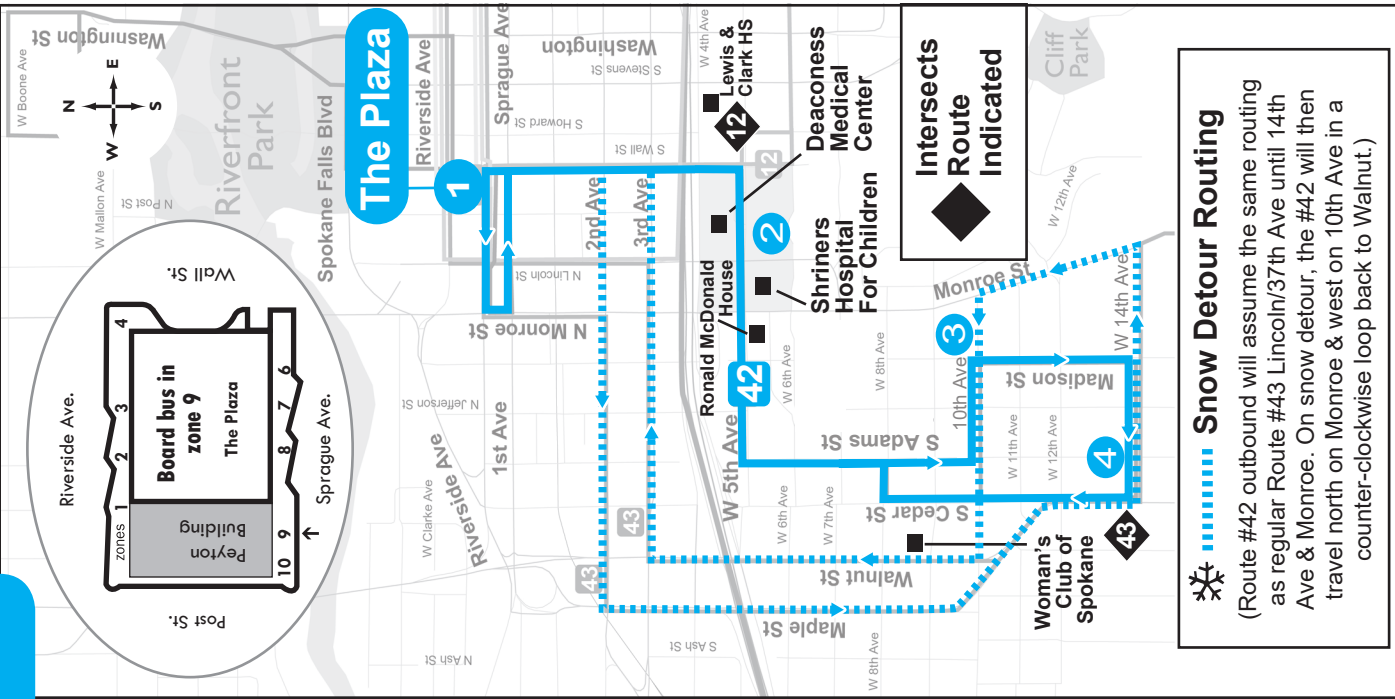 W Boone Ave
Washington St
N
W
E
S
W Mallon Ave
N Post St
Riverfront
Park
Spokane Falls Blvd
Riverside Ave.
zones
1
2
3
4
Board bus in
zone 9
The Plaza
Peyton
Building
10
9
8
7
6
Sprague Ave.
Post St.
Wall St.
The Plaza
1
Riverside Ave
Sprague Ave
Washington
S Stevens St
S Howard St
S Wall St
W 4th Ave
Lewis &
Clark HS
12
12
Deaconess
Medical
Center
2
Shriners
Hospital
For Children
Ronald McDonald
House
42
2nd Ave
3rd Ave
N Lincoln St
N Monroe St
N Jefferson St
1st Ave
Riverside Ave
W Clarke Ave
N Ash St
S Ash St
43
43
Maple St
Walnut St
W 5th Ave
W 6th Ave
W 6th Ave
W 7th Ave
W 8th Ave
W 8th Ave
S Adams St
S Cedar St
Woman's
Club of
Spokane
3
10th Ave
Monroe St
W 11th Ave
W 12th Ave
W 12th Ave
Madison St
W 14th Ave
4
43
Cliff
Park
Intersects
Route
Indicated
Snow Detour Routing
(Route #42 outbound will assume the same routing
as regular Route #43 Lincoln/37th Ave until 14th
Ave & Monroe. On snow detour, the #42 will then
travel north on Monroe & west on 10th Ave in a
counter-clockwise loop back to Walnut.)